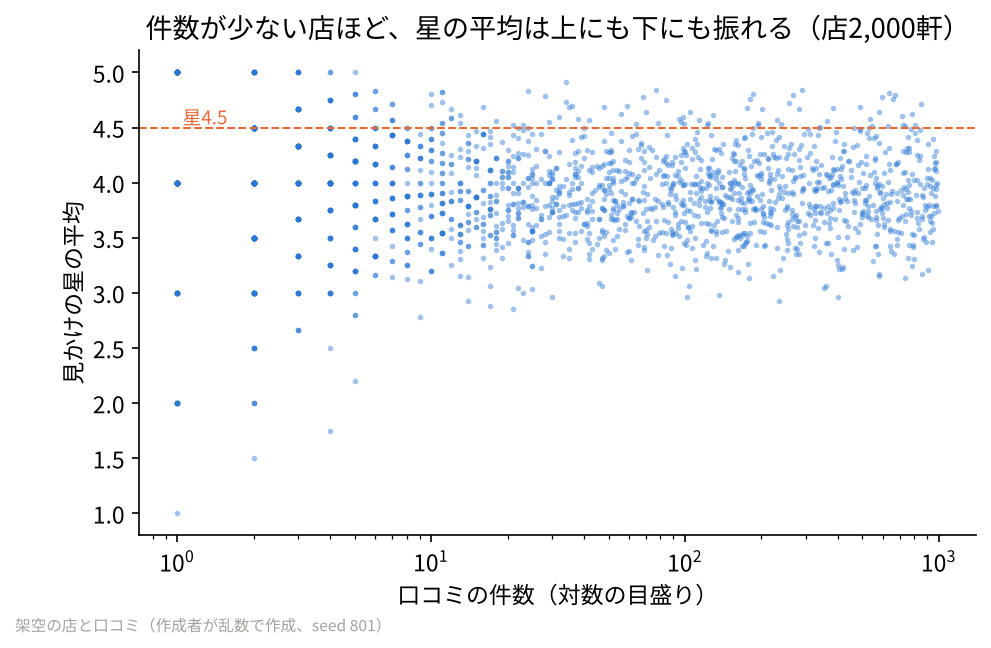 件数が少ない店ほど、星の平均は上にも下にも振れる（店2,000軒）
見かけの星の平均
5.0
4.5
4.0
3.5
3.0
2.5
2.0
1.5
1.0
星4.5
10⁰
10¹
10²
10³
口コミの件数（対数の目盛り）
架空の店と口コミ（作成者が乱数で作成、seed 801）